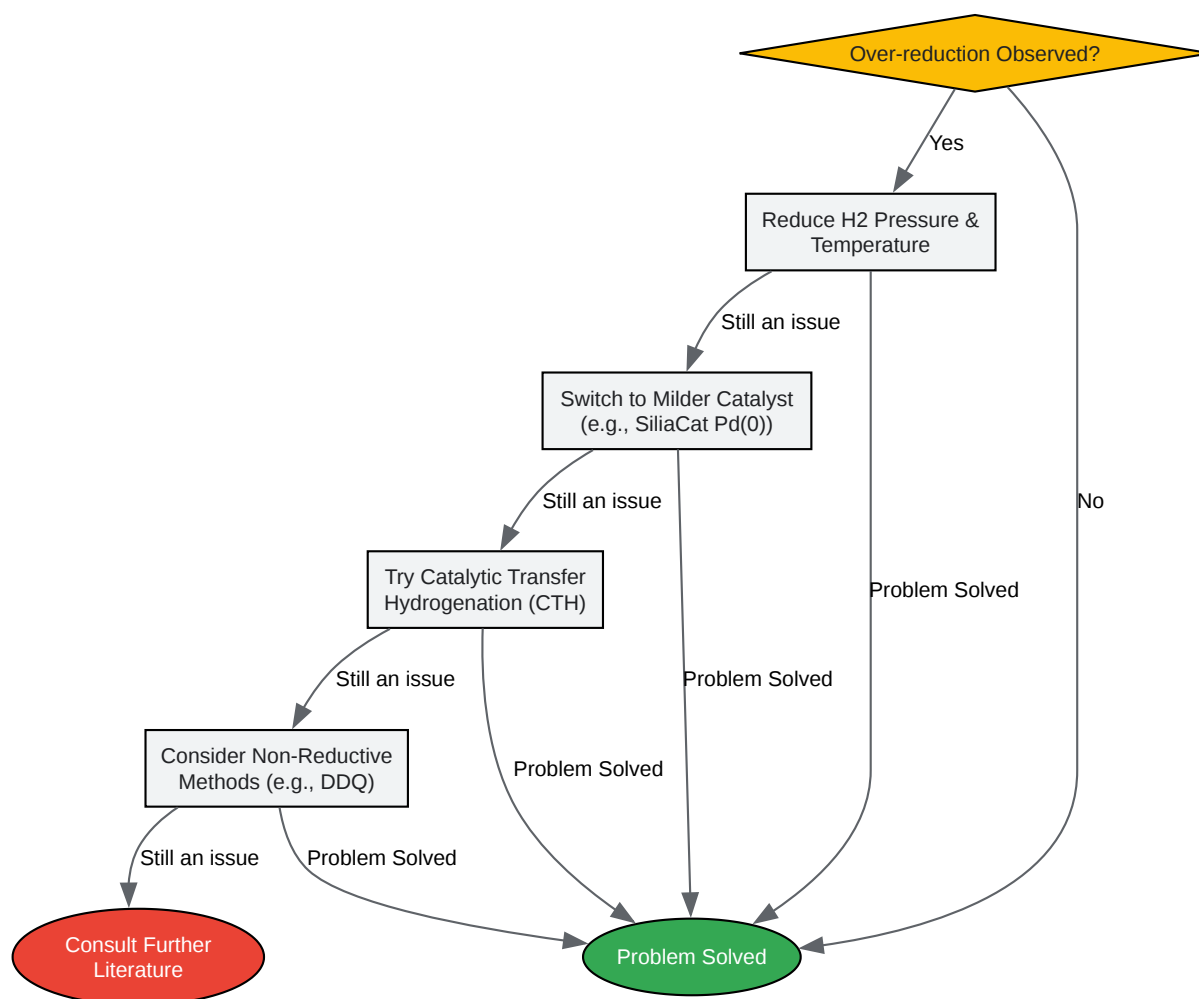 Over-reduction Observed?
Yes
Reduce H2 Pressure &
Temperature
Still an issue
Switch to Milder Catalyst
(e.g., SiliaCat Pd(0))
Still an issue
No
Try Catalytic Transfer
Hydrogenation (CTH)
Problem Solved
Still an issue
Problem Solved
Consider Non-Reductive
Methods (e.g., DDQ)
Problem Solved
Still an issue
Problem Solved
Consult Further
Literature
Problem Solved